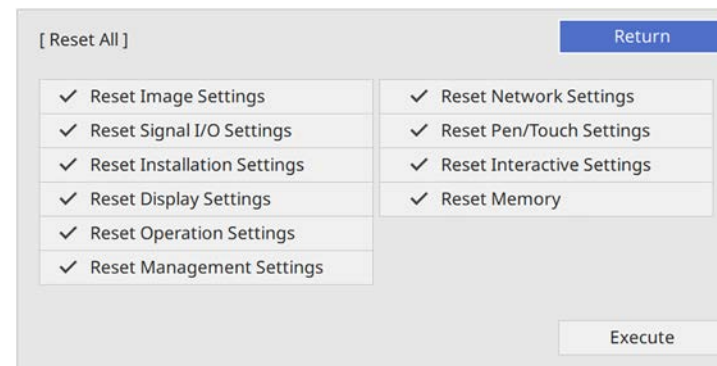 [ Reset All ]
Return
Reset Image Settings
Reset Signal I/O Settings
Reset Installation Settings
Reset Display Settings
Reset Operation Settings
Reset Management Settings
Reset Network Settings
Reset Pen/Touch Settings
Reset Interactive Settings
Reset Memory
Execute